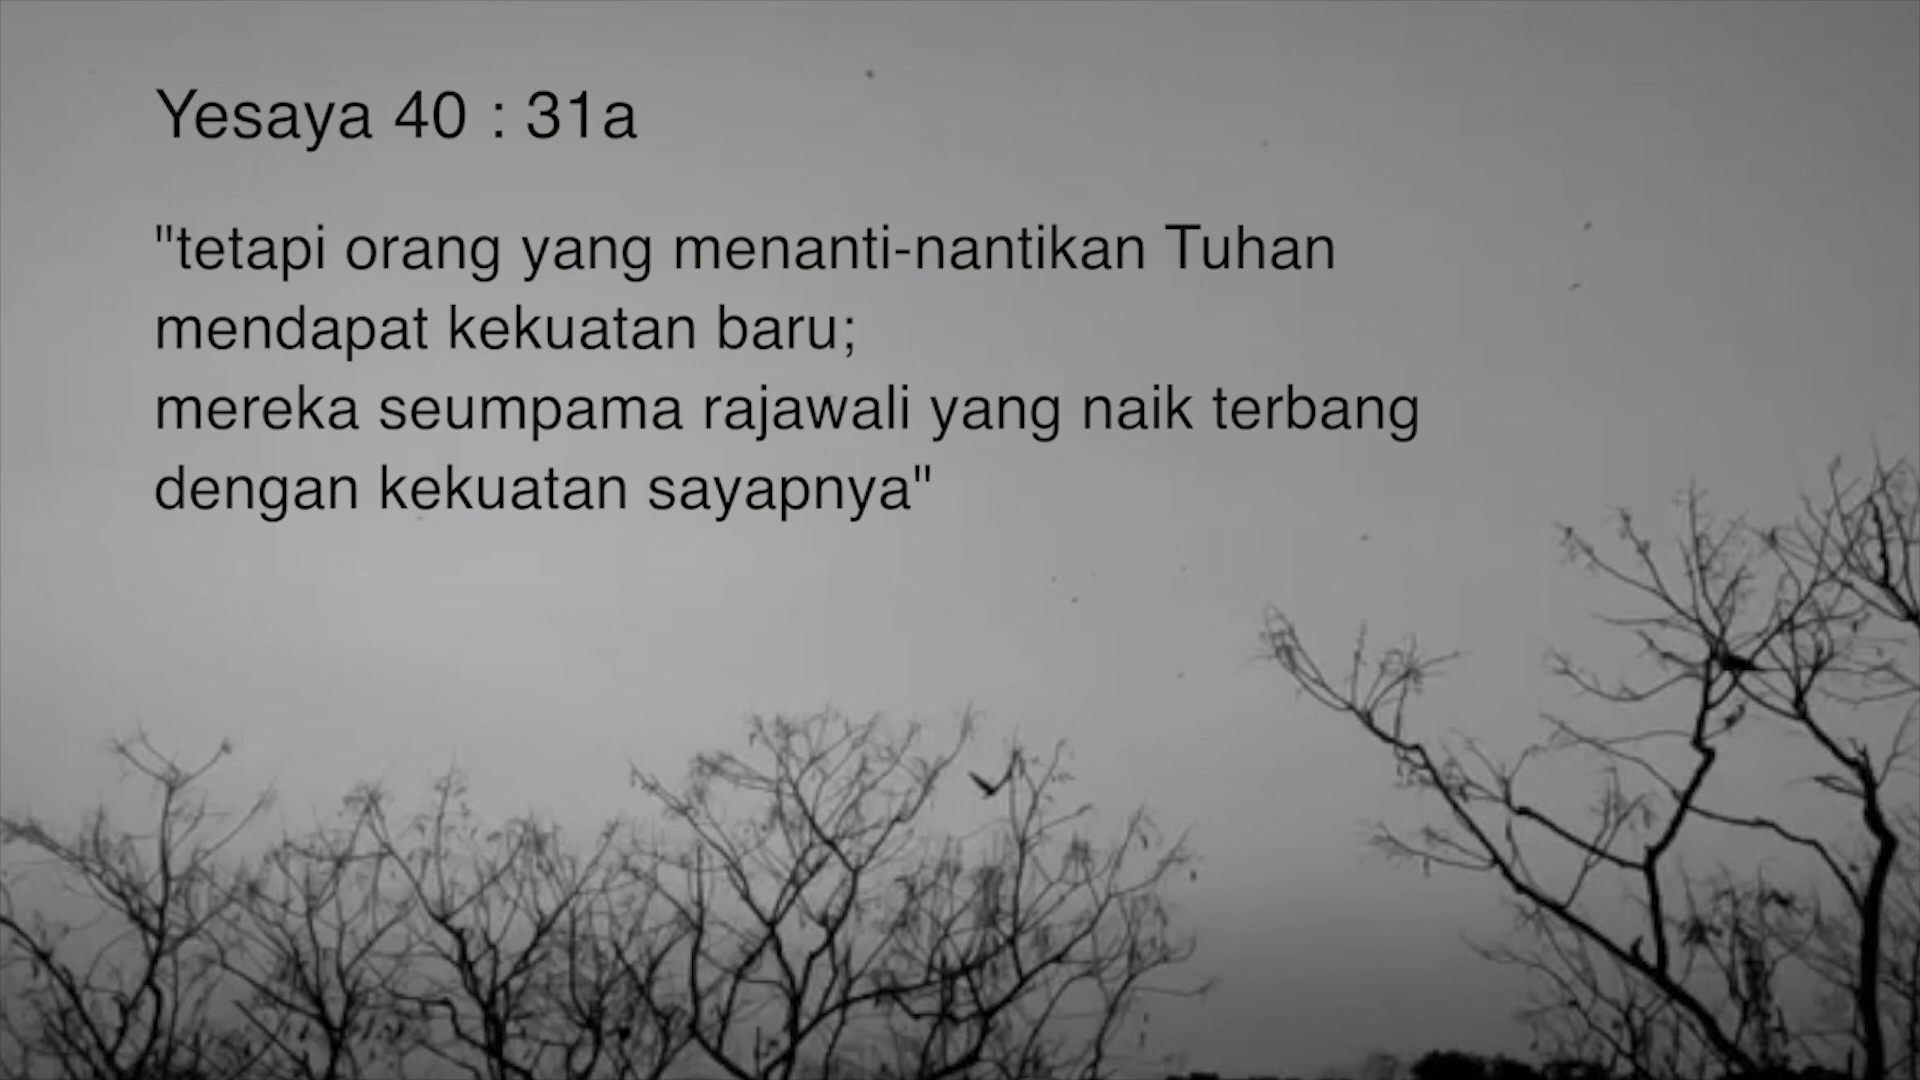 Yesaya 40 : 31a
"tetapi orang yang menanti-nantikan Tuhan
mendapat kekuatan baru;
mereka seumpama rajawali yang naik terbang
dengan kekuatan sayapnya"